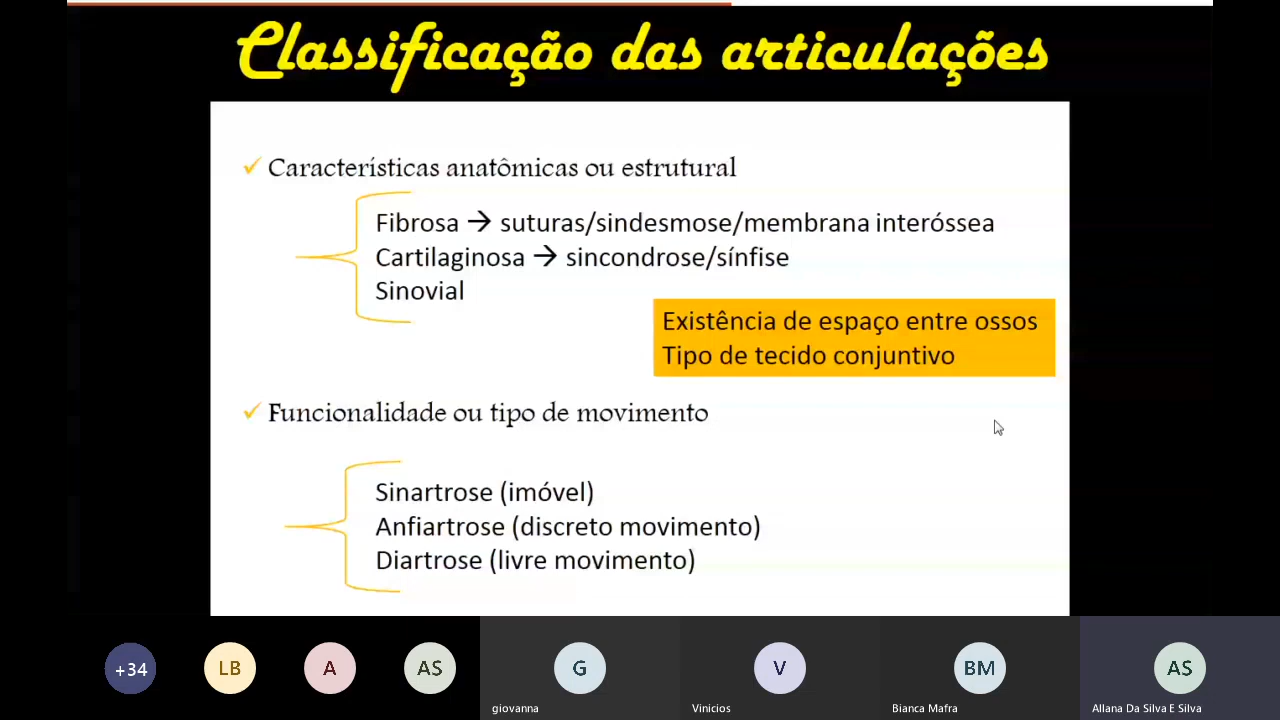 Classificação das articulações
✓ Características anatômicas ou estrutural
Fibrosa → suturas/sindesmose/membrana interóssea
Cartilaginosa → sincondrose/sínfise
Sinovial
Existência de espaço entre ossos
Tipo de tecido conjuntivo
✓ Funcionalidade ou tipo de movimento
Sinartrose (imóvel)
Anfiartrose (discreto movimento)
Diartrose (livre movimento)
+34 LB A AS G V BM AS
giovanna Vinicios Bianca Mafra Allana Da Silva E Silva